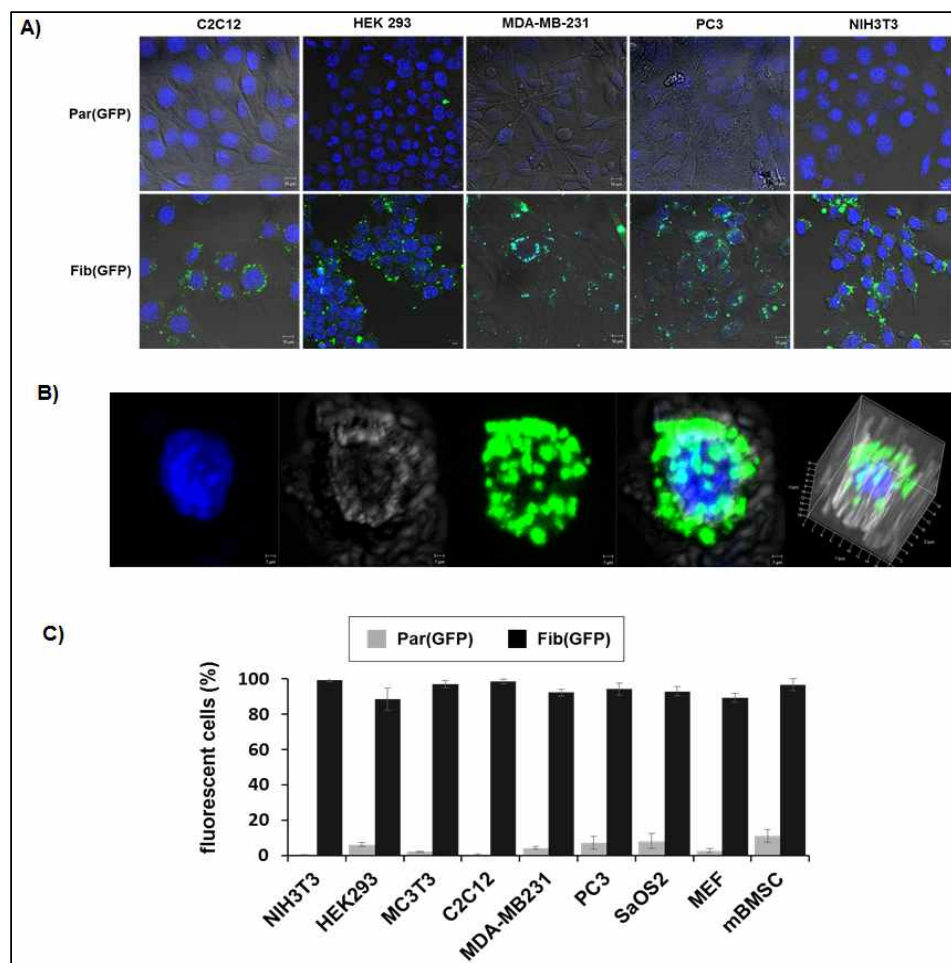 A)
C2C12 HEK 293 MDA-MB-231 PC3 NIH3T3
Par(GFP)
Fib(GFP)
B)
C)
Par(GFP) Fib(GFP)
fluorescent cells (%)
100
80
60
40
20
0
NIH3T3 HEK293 MC3T3 C2C12 MDA-MB231 PC3 SaOS2 MEF mBMSC